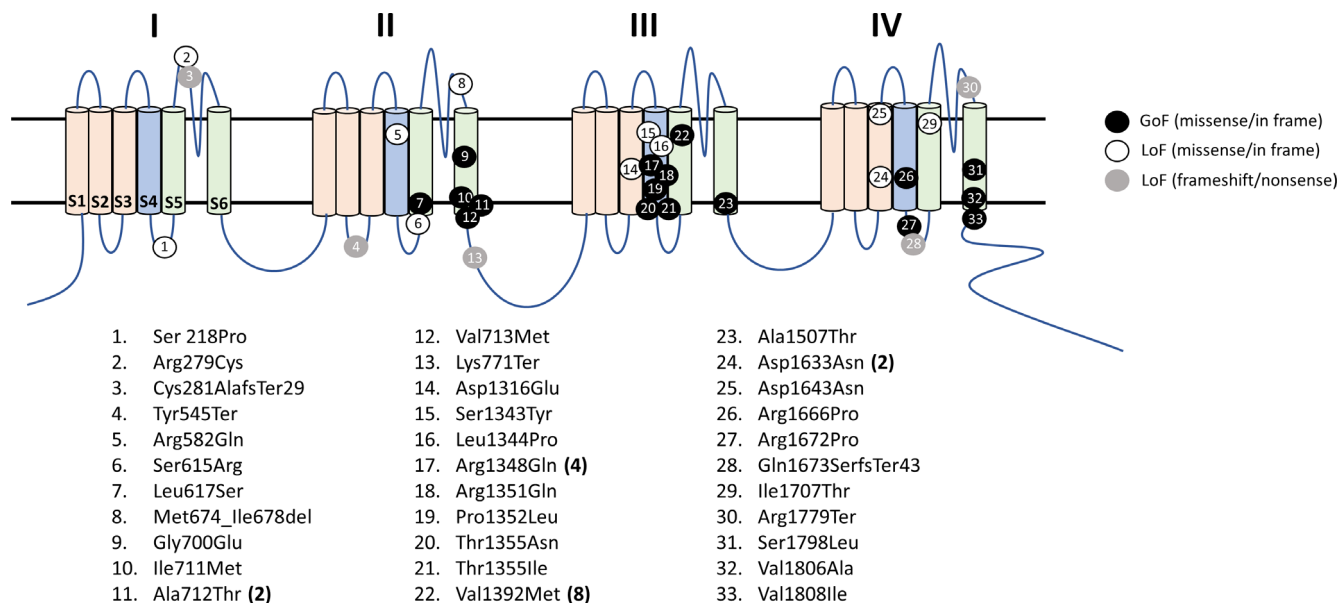 I II III IV
2
3
8
30
25
5
15
22
29
16
9
14
17
24
26
31
18
19
S1 S2 S3 S4 S5 S6
7
10
11
20
21
23
32
12
33
6
27
1
4
28
13
GoF (missense/in frame)
LoF (missense/in frame)
LoF (frameshift/nonsense)
1. Ser 218Pro
2. Arg279Cys
3. Cys281AlafsTer29
4. Tyr545Ter
5. Arg582Gln
6. Ser615Arg
7. Leu617Ser
8. Met674_Ile678del
9. Gly700Glu
10. Ile711Met
11. Ala712Thr (2)
12. Val713Met
13. Lys771Ter
14. Asp1316Glu
15. Ser1343Tyr
16. Leu1344Pro
17. Arg1348Gln (4)
18. Arg1351Gln
19. Pro1352Leu
20. Thr1355Asn
21. Thr1355Ile
22. Val1392Met (8)
23. Ala1507Thr
24. Asp1633Asn (2)
25. Asp1643Asn
26. Arg1666Pro
27. Arg1672Pro
28. Gln1673SerfsTer43
29. Ile1707Thr
30. Arg1779Ter
31. Ser1798Leu
32. Val1806Ala
33. Val1808Ile